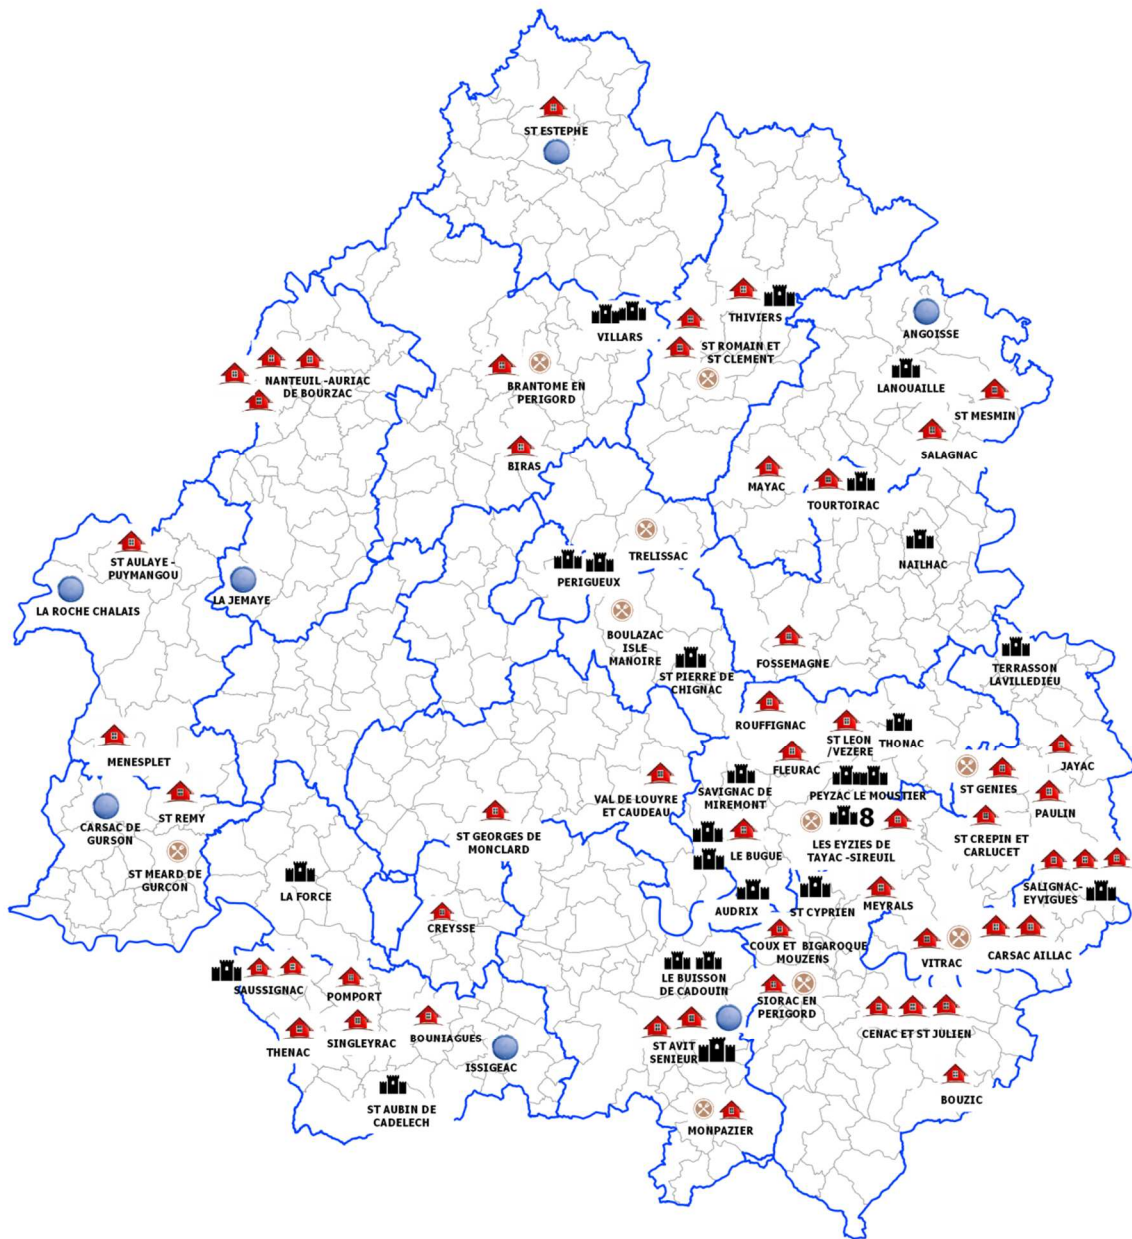 ST ESTEPHE
THIVIERS
VILLARS
ST ROMAIN ET
ST CLEMENT
ANGOISSE
LANOUAILLE
ST MESMIN
NANTEUIL -AURIAC
DE BOURZAC
BRANTOME EN
PERIGORD
BIRAS
SALAGNAC
MAYAC
TOURTOIRAC
NAILHAC
TRELISSAC
PERIGUEUX
ST AULAYE -
PUYMANGOU
LA ROCHE CHALAIS
LA JEMAYE
BOULAZAC
ISLE
MANOIRE
ST PIERRE DE
CHIGNAC
FOSSEMAGNE
TERRASSON
LAVILLEDIEU
ROUFFIGNAC
ST LEON
/VEZERE
THONAC
JAYAC
MENESPLET
FLEURAC
ST GENIES
SAVIGNAC DE
MIREMONT
PEYZAC LE MOUSTIER
PAULIN
VAL DE LOUYRE
ET CAUDEAU
ST REMY
CARSAC DE
GURSON
ST GEORGES DE
MONCLARD
8
LES EYZIES DE
TAYAC -SIREUIL
ST CREPIN ET
CARLUCET
LE BUGUE
ST MEARD DE
GURCON
LA FORCE
SALIGNAC-
EYVIGUES
AUDRIX
ST CYPRIEN
MEYRALS
CREYSSE
COUX ET BIGAROQUE
MOUZENS
VITRAC
CARSAC AILLAC
LE BUISSON
DE CADOUIN
SAUSSIGNAC
POMPORT
SIORAC EN
PERIGORD
CENAC ET ST JULIEN
THENAC
SINGLEYRAC
BOUNIAGUES
ISSIGEAC
ST AVIT
SENIEUR
BOUZIC
ST AUBIN DE
CADELECH
MONPAZIER